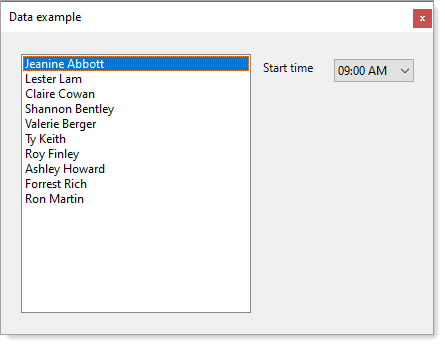 Data example
x
Jeanine Abbott
Start time
09:00 AM
Lester Lam
Claire Cowan
Shannon Bentley
Valerie Berger
Ty Keith
Roy Finley
Ashley Howard
Forrest Rich
Ron Martin